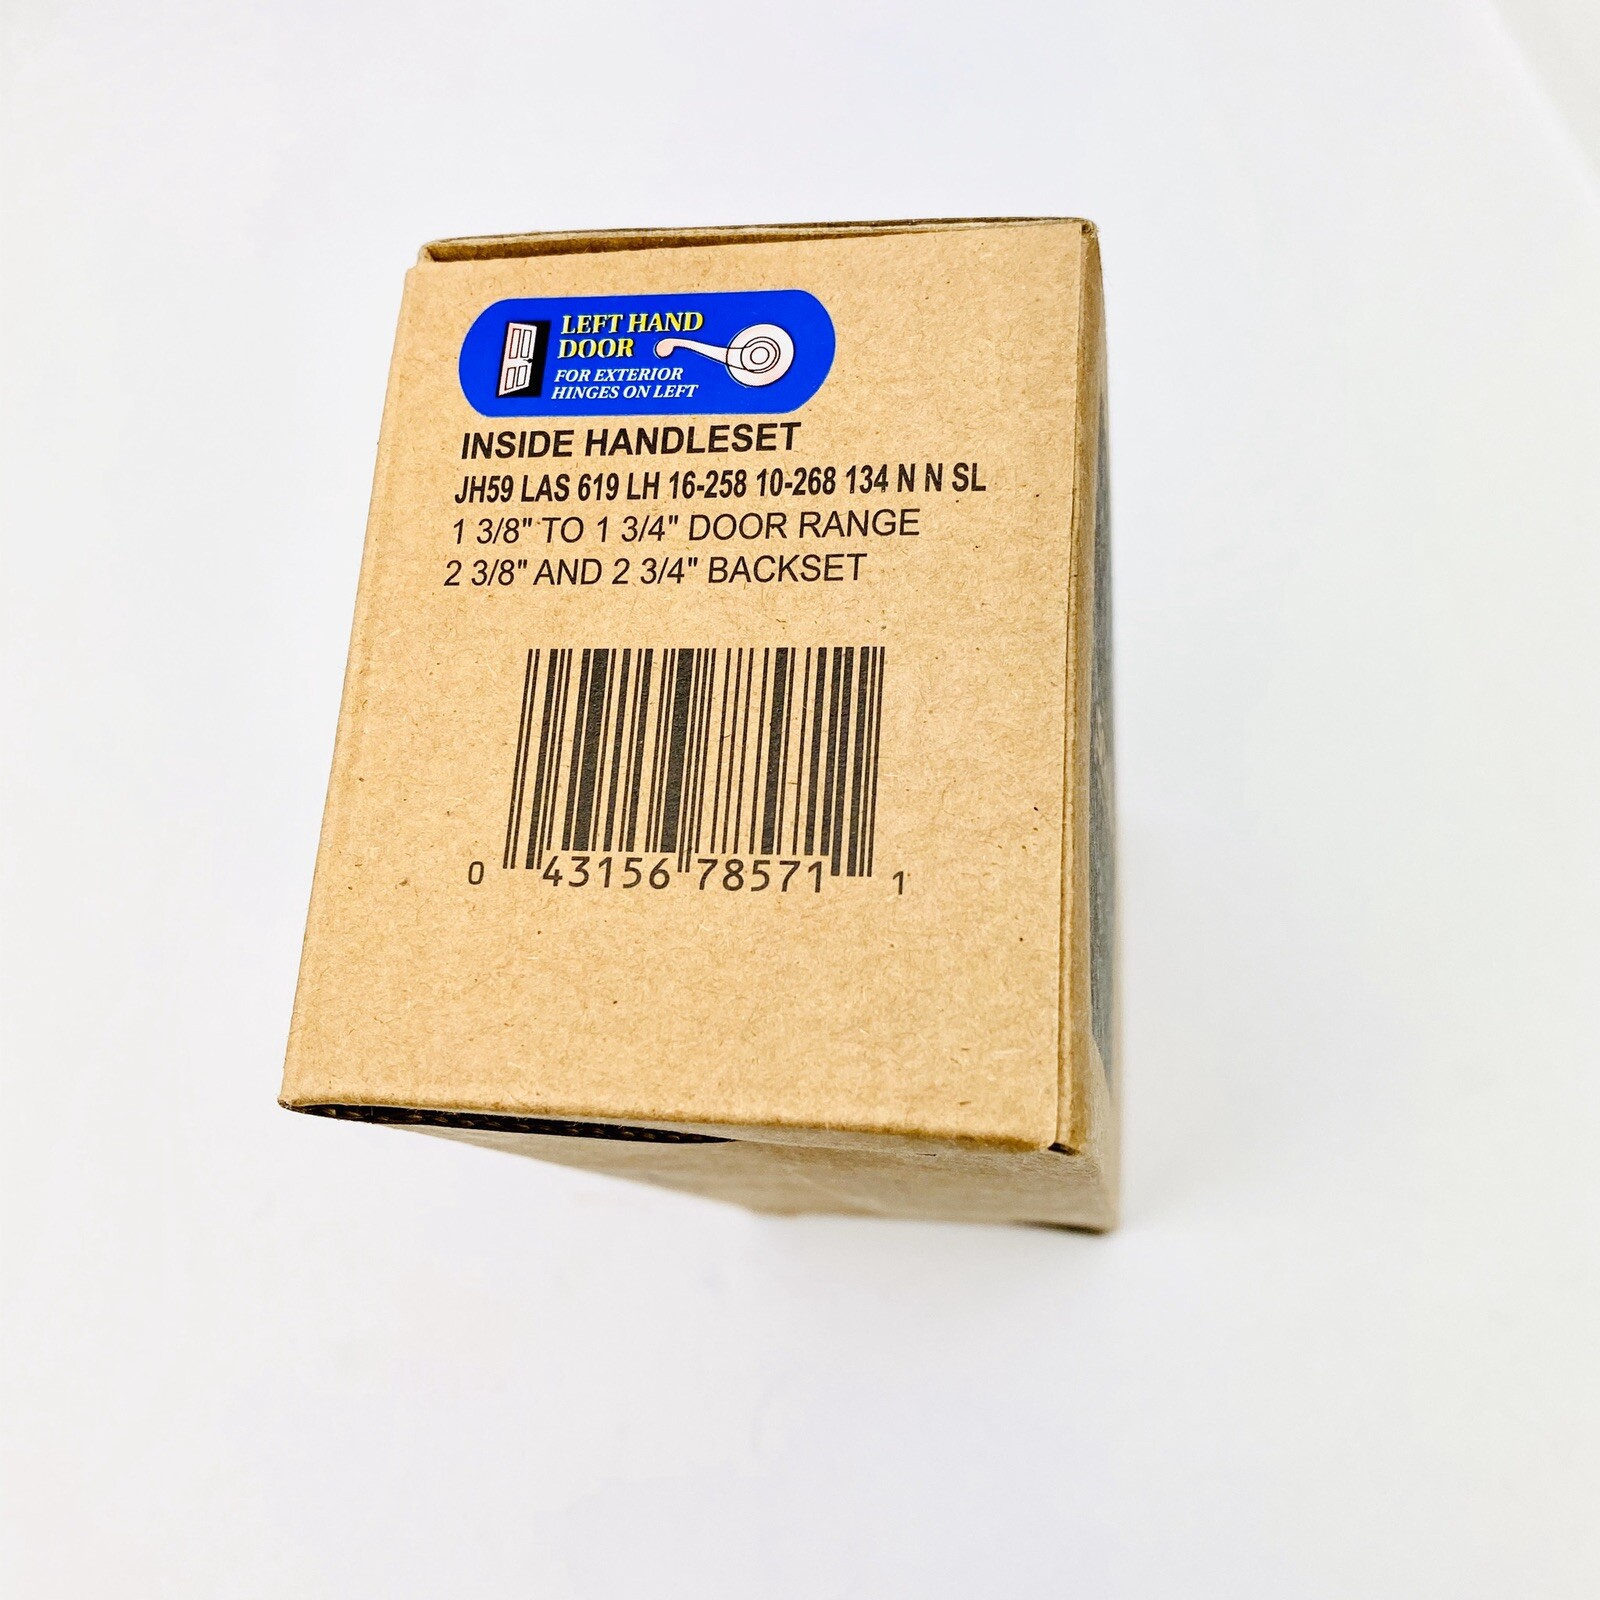 LEFT HAND
DOOR
FOR EXTERIOR
HINGES ON LEFT
INSIDE HANDLESET
JH59 LAS 619 LH 16-258 10-268 134 N N SL
1 3/8" TO 1 3/4" DOOR RANGE
2 3/8" AND 2 3/4" BACKSET
0 43156 78571 1